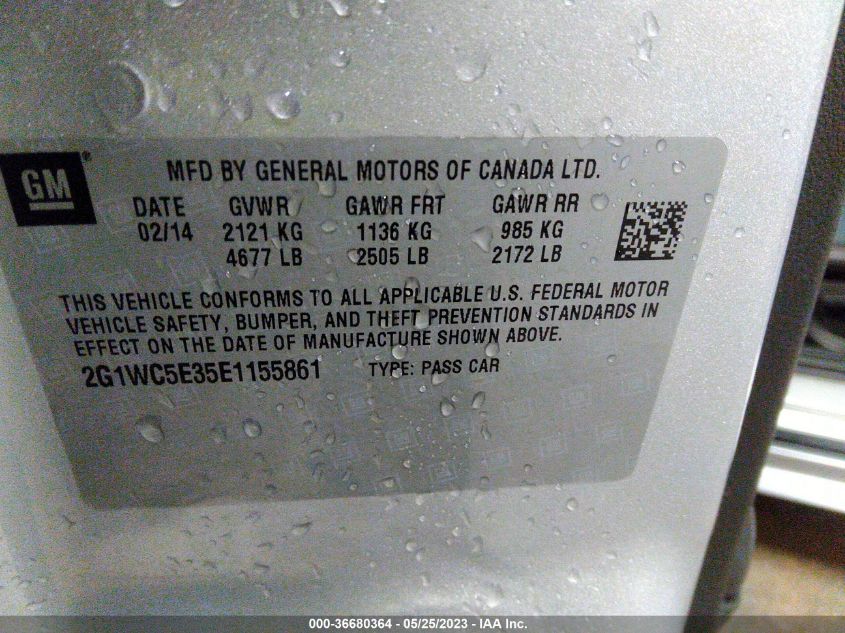 GM®
MFD BY GENERAL MOTORS OF CANADA LTD.
DATE GVWR GAWR FRT GAWR RR
02/14 2121 KG 1136 KG 985 KG
4677 LB 2505 LB 2172 LB
THIS VEHICLE CONFORMS TO ALL APPLICABLE U.S. FEDERAL MOTOR
VEHICLE SAFETY, BUMPER, AND THEFT PREVENTION STANDARDS IN
EFFECT ON THE DATE OF MANUFACTURE SHOWN ABOVE.
2G1WC5E35E1155861 TYPE: PASS CAR
000-36680364 - 05/25/2023 - IAA Inc.